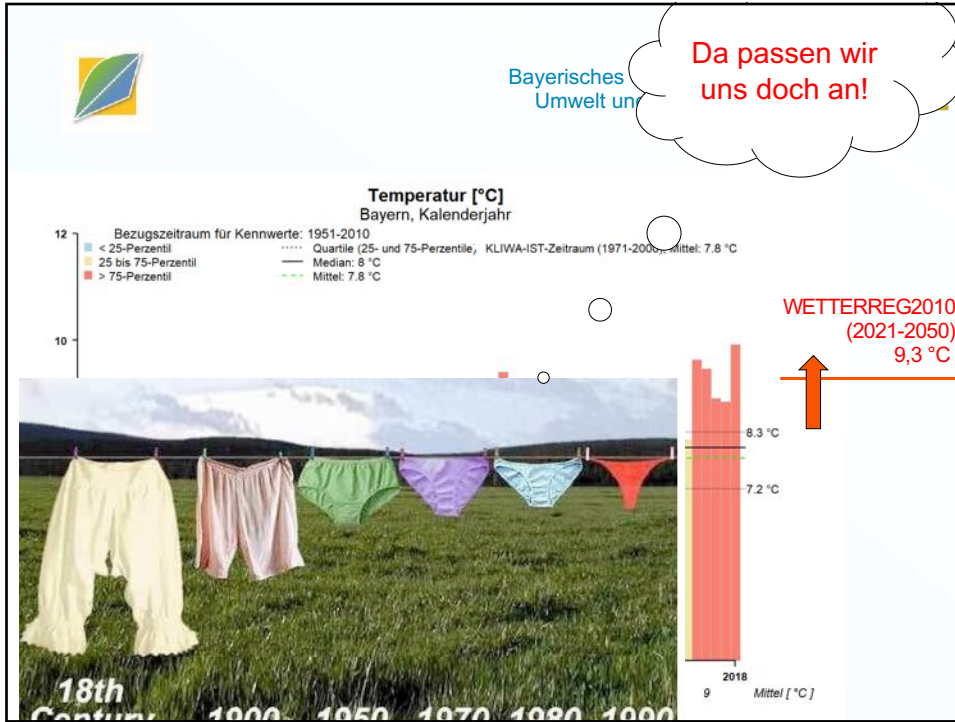 Da passen wir
uns doch an!
Bayerisches
Umwelt und
Temperatur [°C]
Bayern, Kalenderjahr
Bezugszeitraum für Kennwerte: 1951-2010
< 25-Perzentil
25 bis 75-Perzentil
> 75-Perzentil
Quartile (25- und 75-Perzentile, KLIWA-IST-Zeitraum (1971-2000), Mittel: 7.8 °C
Median: 8 °C
Mittel: 7.8 °C
12
10
WETTERREG2010
(2021-2050)
9,3 °C
8.3 °C
7.2 °C
2018
9 Mittel [ °C ]
18th
Century 1900 1950 1970 1980 1990